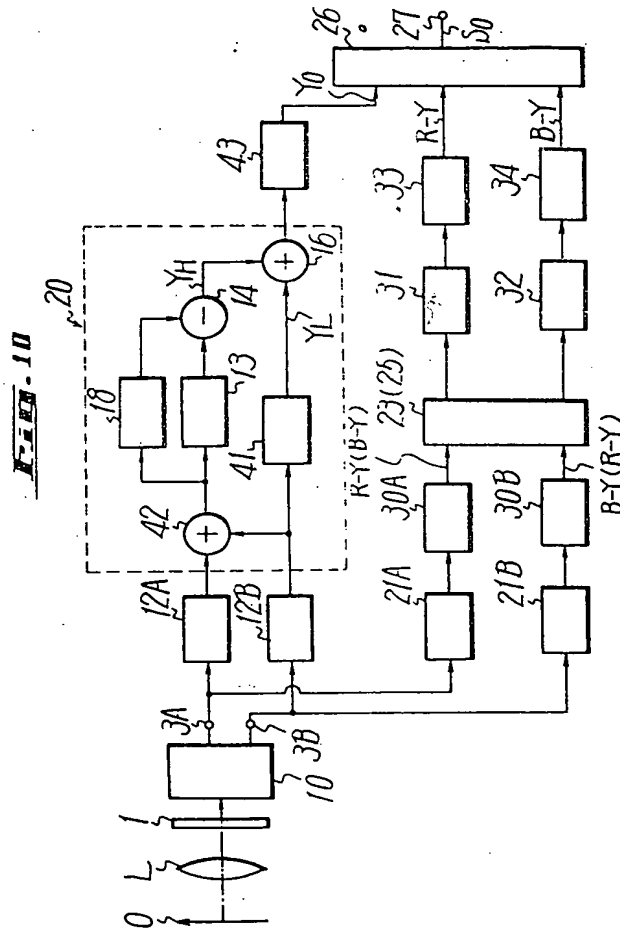 Fig. 10
20
18
YH
14
13
42
41
YL
16
43
Y0
26
27
S0
12A
12B
3A
3B
10
1
L
O
R-Y(B-Y)
30A
21A
23(25)
31
33
R-Y
B-Y
34
32
30B
21B
B-Y(R-Y)